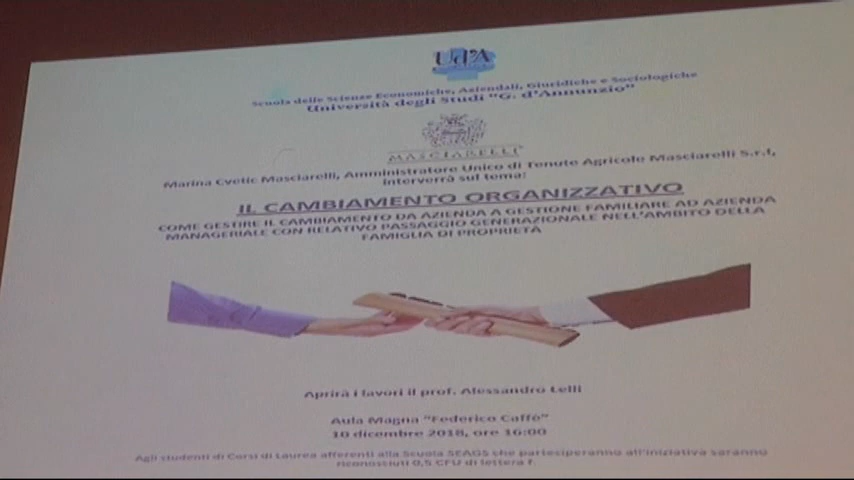 Ud'A
Scuola delle Scienze Economiche, Aziendali, Giuridiche e Sociologiche
Università degli Studi "G. d'Annunzio"
MASCIARELLI
Marina Cvetic Masciarelli, Amministratore Unico di Tenute Agricole Masciarelli S.r.l,
interverrà sul tema:
IL CAMBIAMENTO ORGANIZZATIVO
COME GESTIRE IL CAMBIAMENTO DA AZIENDA A GESTIONE FAMILIARE AD AZIENDA
MANAGERIALE CON RELATIVO PASSAGGIO GENERAZIONALE NELL'AMBITO DELLA
FAMIGLIA DI PROPRIETÀ
Aprirà i lavori il prof. Alessandro Lelli
Aula Magna "Federico Caffè"
10 dicembre 2018, ore 16:00
Agli studenti di Corsi di Laurea afferenti alla Scuola SEAGS che parteciperanno all'iniziativa saranno
riconosciuti 0,5 CFU di lettera f.